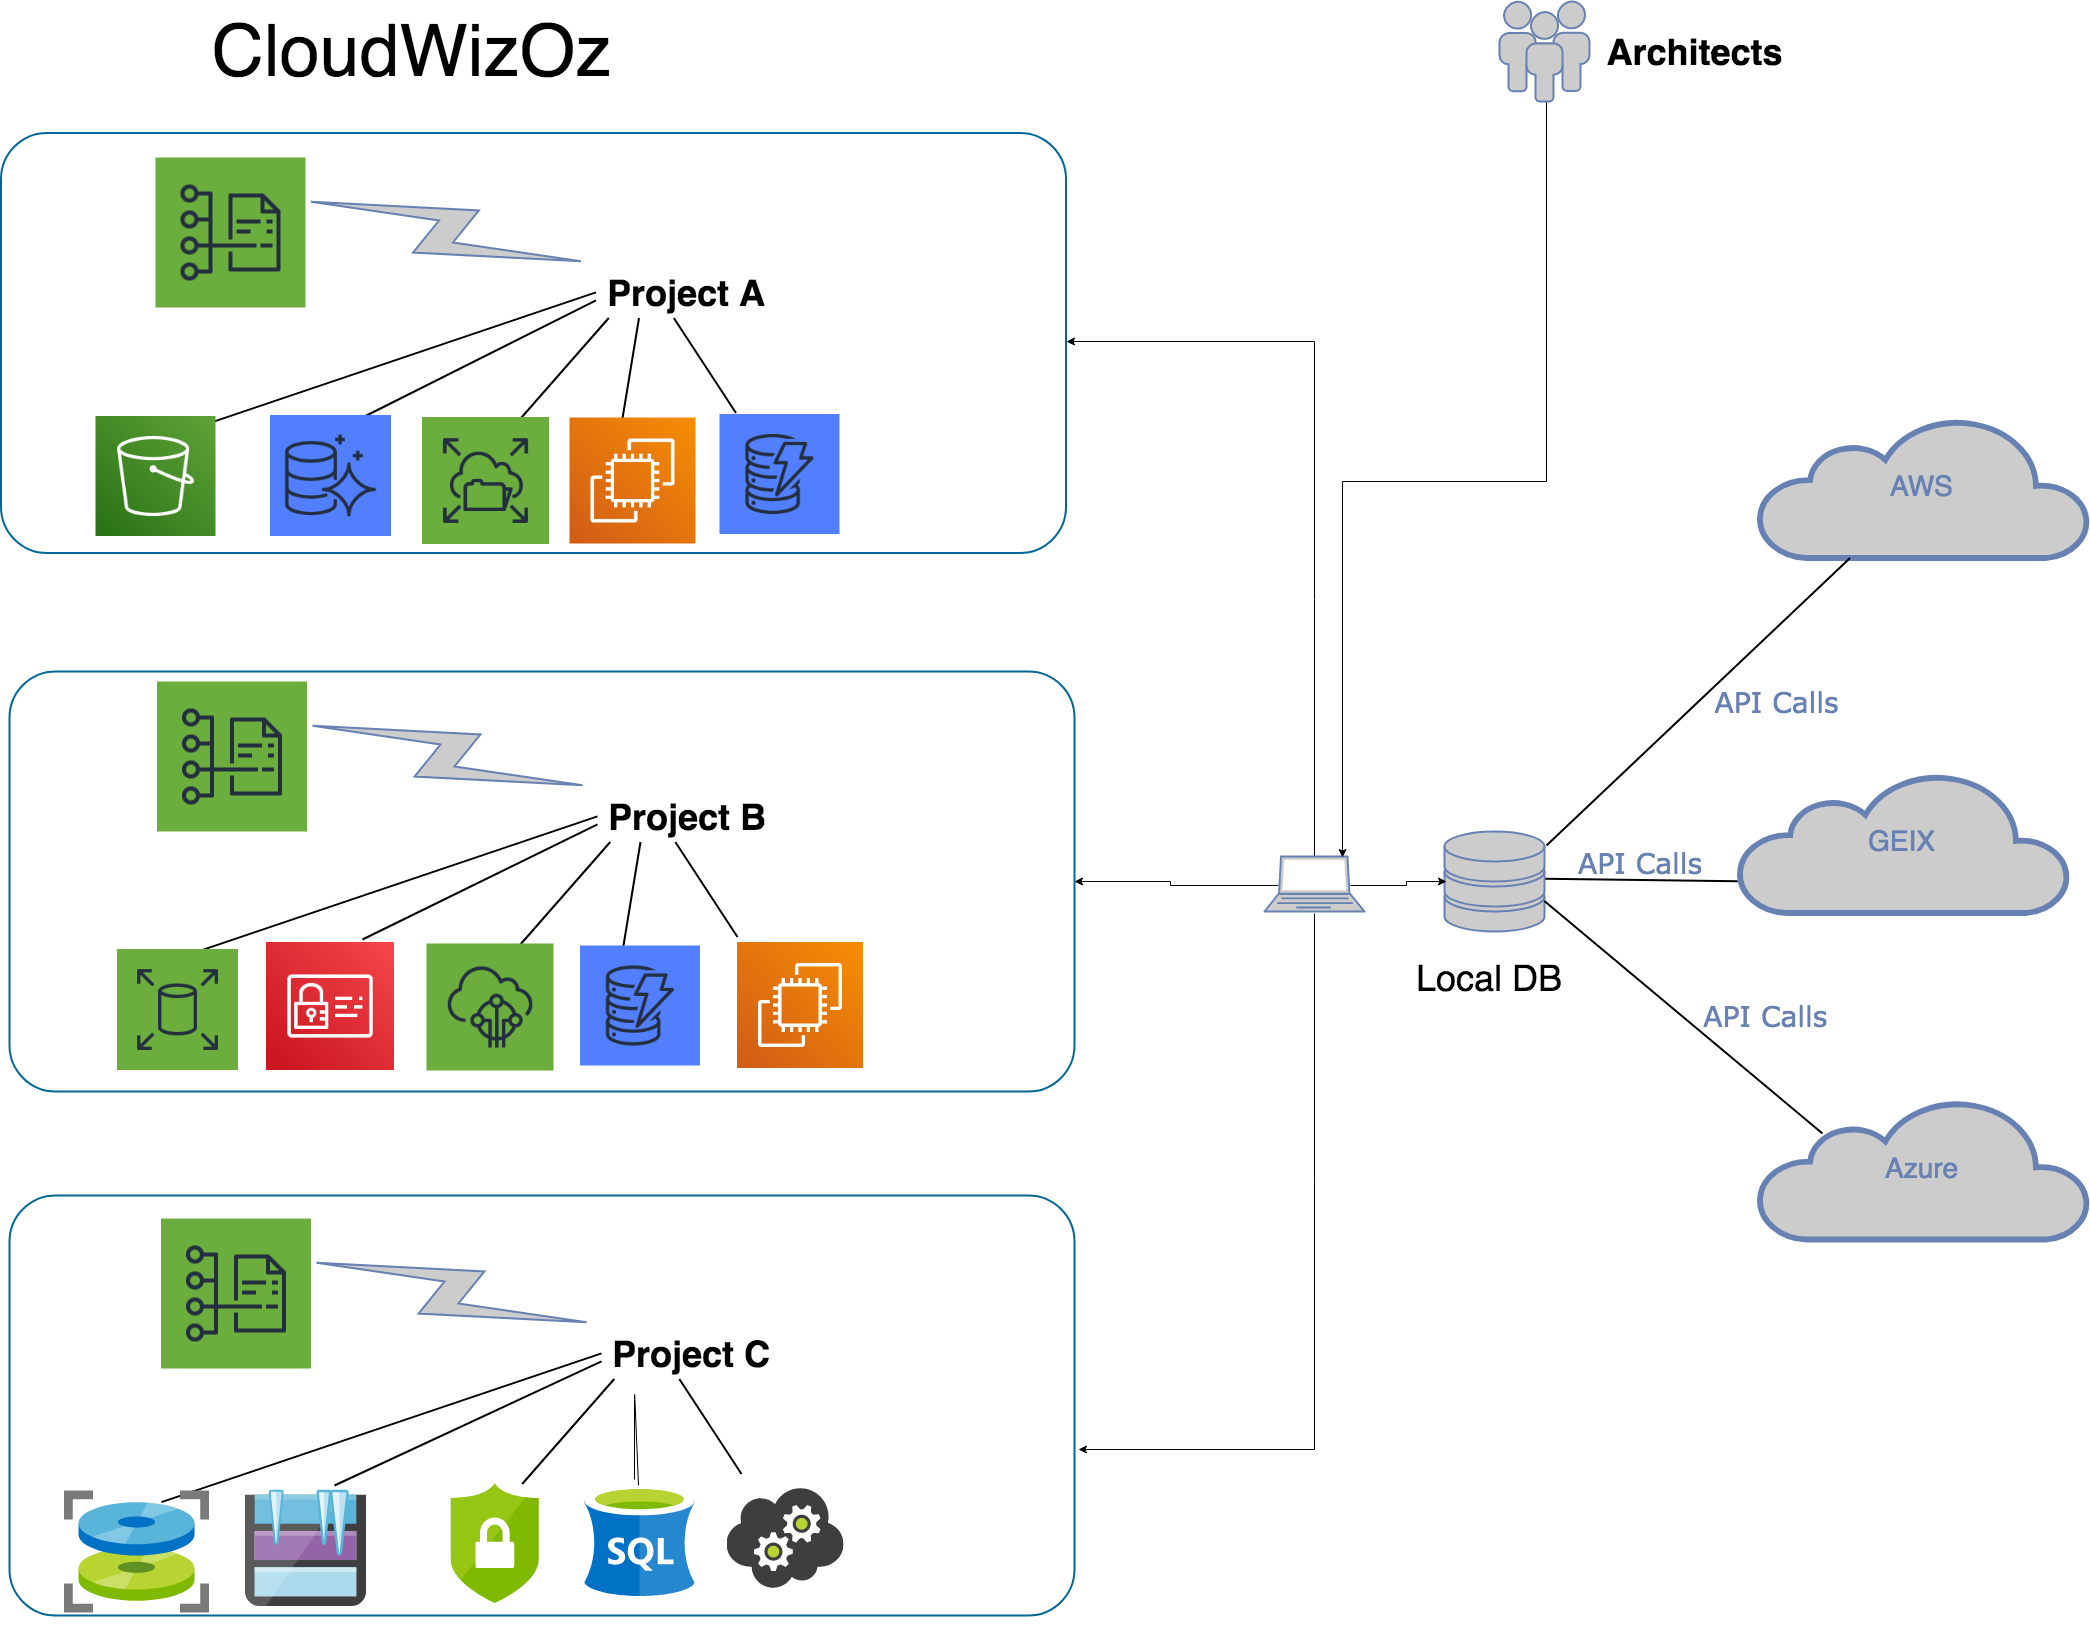 CloudWizOz
Architects
Project A
AWS
API Calls
Project B
GEIX
API Calls
Local DB
API Calls
Azure
Project C
SQL